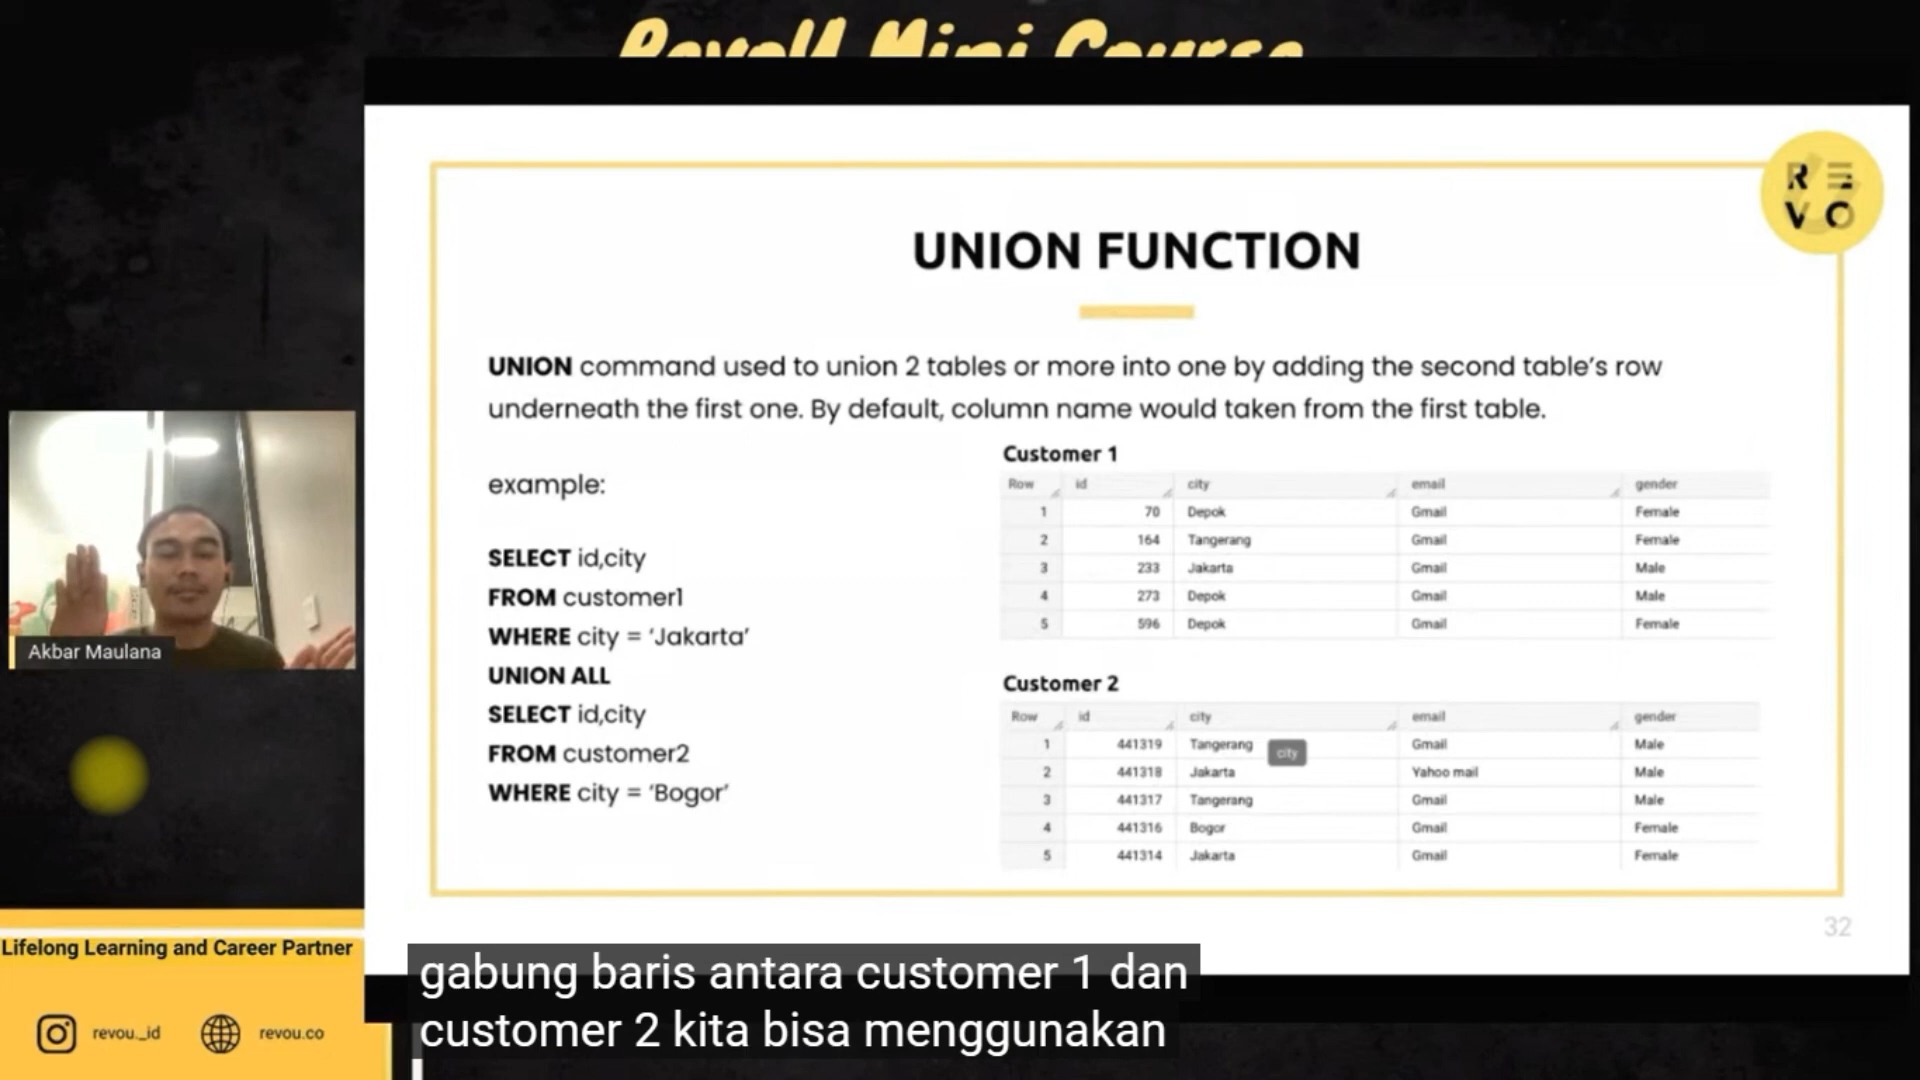 RevoU Mini Course
R E
V O
UNION FUNCTION
UNION command used to union 2 tables or more into one by adding the second table's row
underneath the first one. By default, column name would taken from the first table.
example:
SELECT id,city
FROM customer1
WHERE city = ‘Jakarta’
UNION ALL
SELECT id,city
FROM customer2
WHERE city = ‘Bogor’
Customer 1
Row id city email gender
1 70 Depok Gmail Female
2 164 Tangerang Gmail Female
3 233 Jakarta Gmail Male
4 273 Depok Gmail Male
5 596 Depok Gmail Female
Customer 2
Row id city email gender
1 441319 Tangerang Gmail Male
city
2 441318 Jakarta Yahoo mail Male
3 441317 Tangerang Gmail Male
4 441316 Bogor Gmail Female
5 441314 Jakarta Gmail Female
32
Akbar Maulana
Lifelong Learning and Career Partner
revou_id
revou.co
gabung baris antara customer 1 dan
customer 2 kita bisa menggunakan